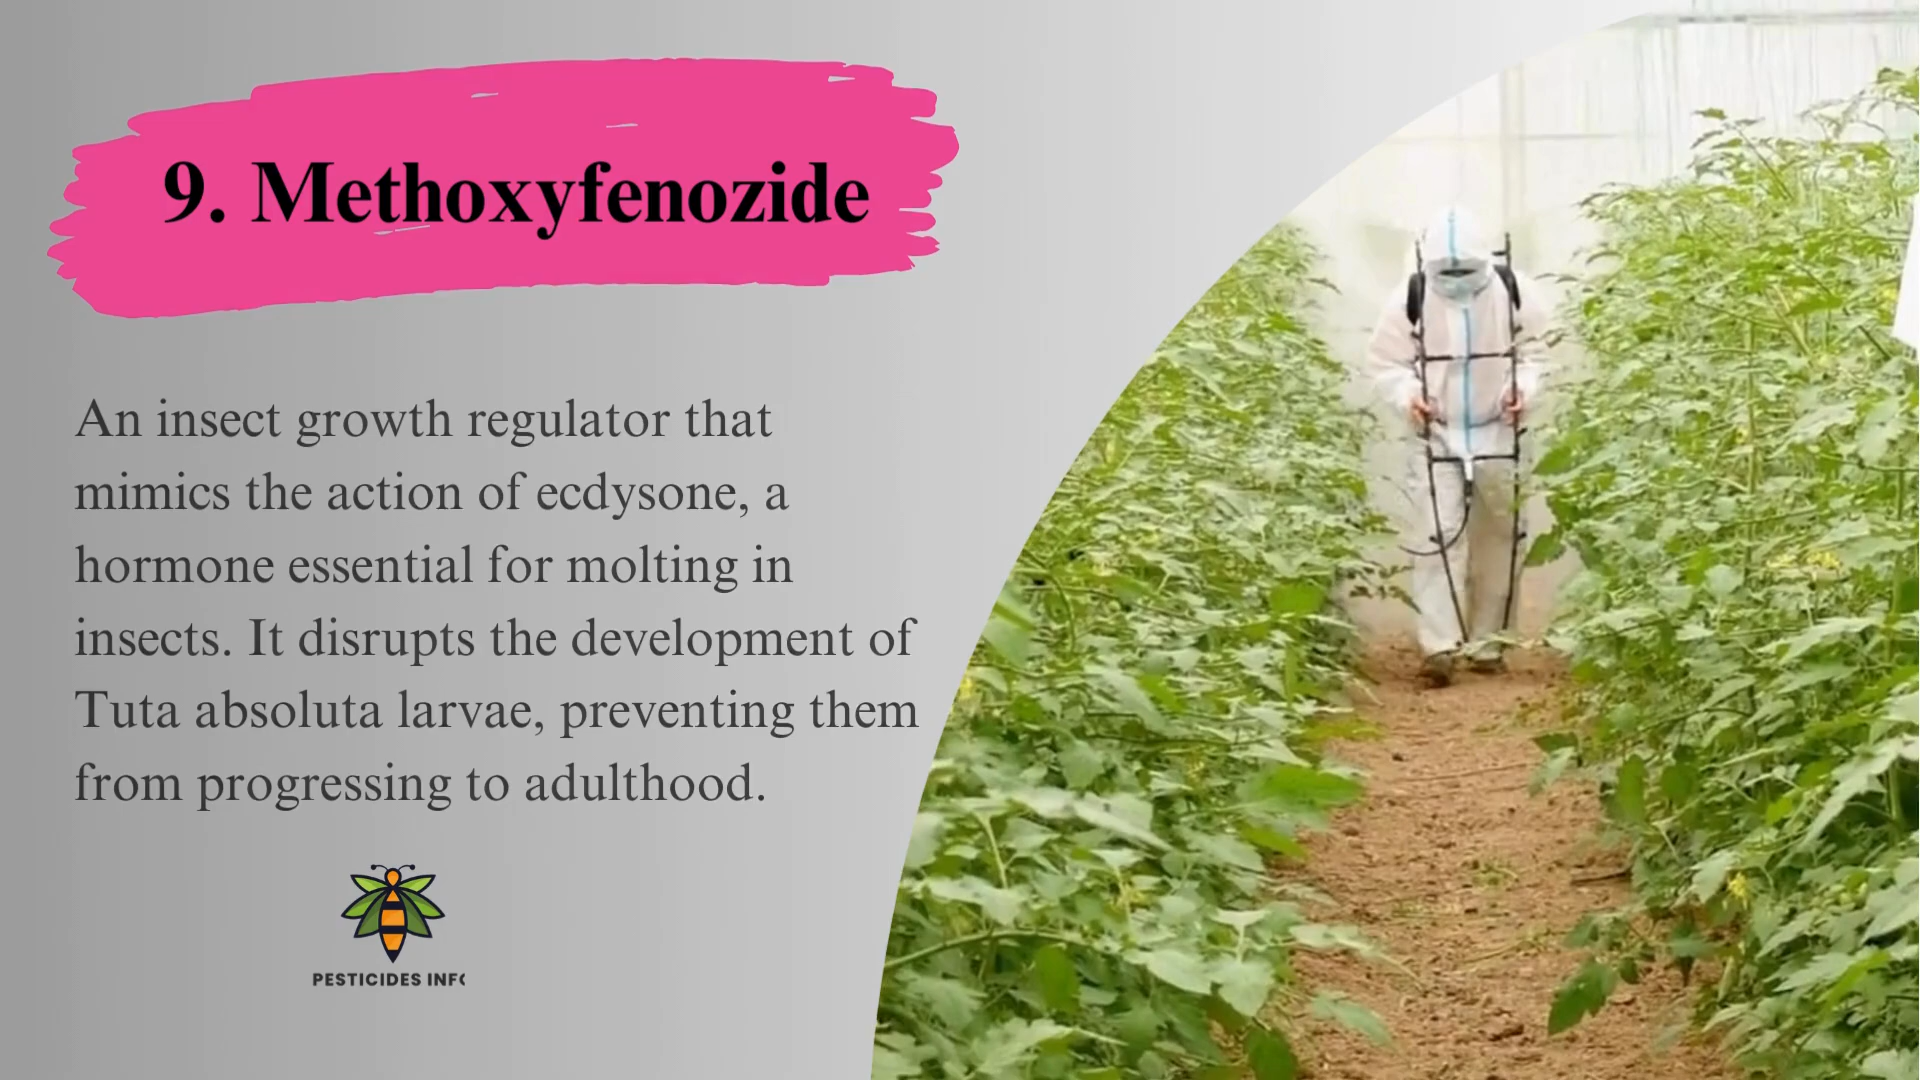 9. Methoxyfenozide
An insect growth regulator that
mimics the action of ecdysone, a
hormone essential for molting in
insects. It disrupts the development of
Tuta absoluta larvae, preventing them
from progressing to adulthood.
PESTICIDES INF